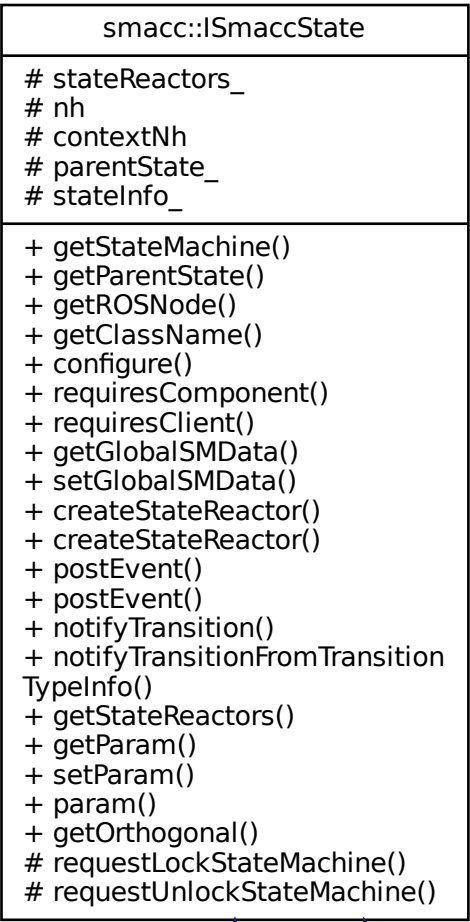 smacc::ISmaccState
# stateReactors_
# nh
# contextNh
# parentState_
# stateInfo_
+ getStateMachine()
+ getParentState()
+ getROSNode()
+ getClassName()
+ configure()
+ requiresComponent()
+ requiresClient()
+ getGlobalSMData()
+ setGlobalSMData()
+ createStateReactor()
+ createStateReactor()
+ postEvent()
+ postEvent()
+ notifyTransition()
+ notifyTransitionFromTransition
TypeInfo()
+ getStateReactors()
+ getParam()
+ setParam()
+ param()
+ getOrthogonal()
# requestLockStateMachine()
# requestUnlockStateMachine()